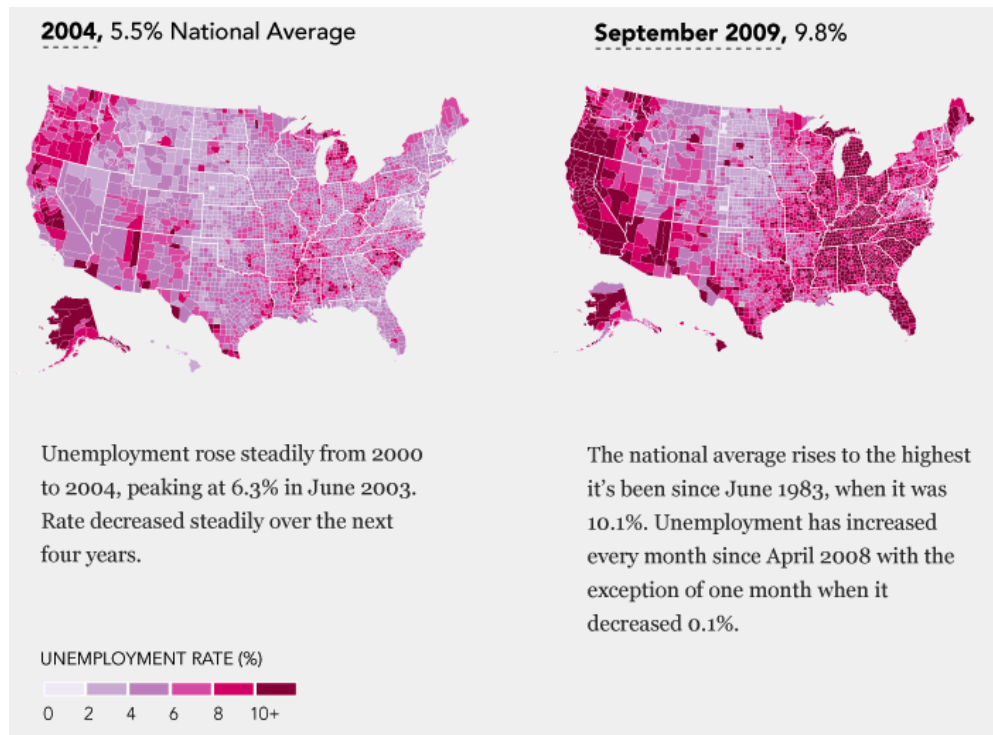 2004, 5.5% National Average
Unemployment rose steadily from 2000
to 2004, peaking at 6.3% in June 2003.
Rate decreased steadily over the next
four years.
UNEMPLOYMENT RATE (%)
0 2 4 6 8 10+
September 2009, 9.8%
The national average rises to the highest
it's been since June 1983, when it was
10.1%. Unemployment has increased
every month since April 2008 with the
exception of one month when it
decreased 0.1%.